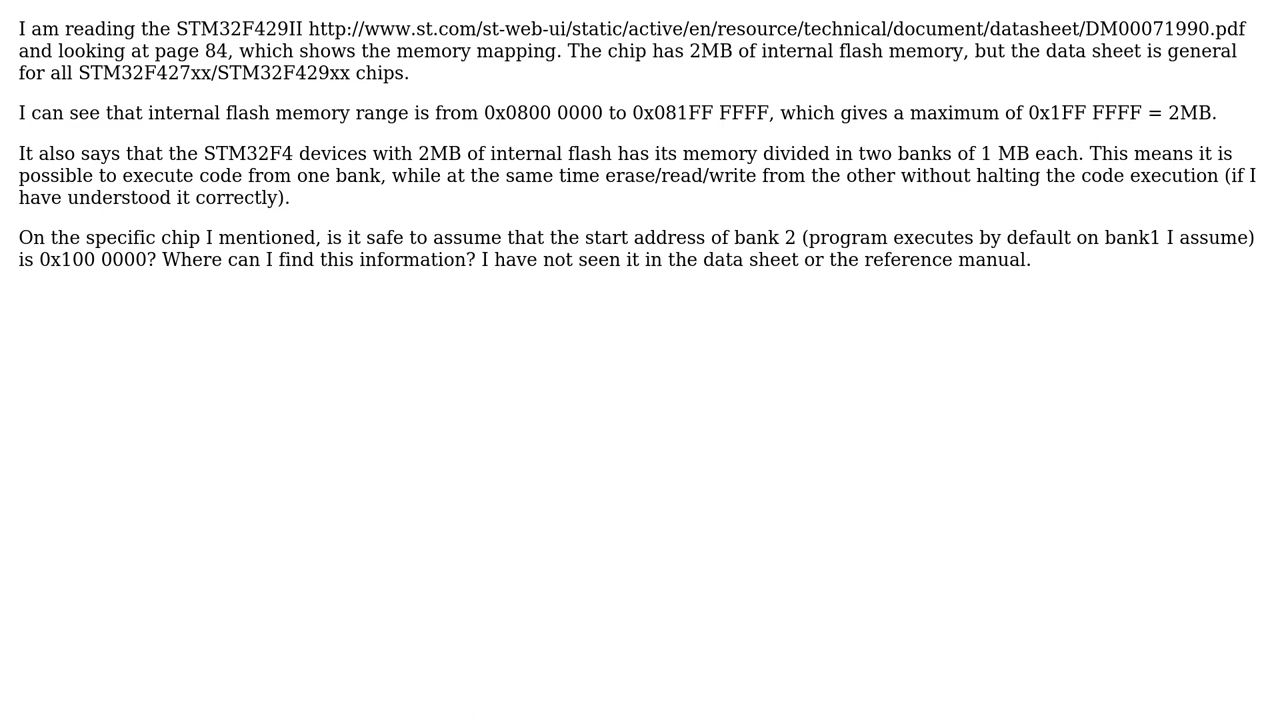 I am reading the STM32F429II http://www.st.com/st-web-ui/static/active/en/resource/technical/document/datasheet/DM00071990.pdf
and looking at page 84, which shows the memory mapping. The chip has 2MB of internal flash memory, but the data sheet is general
for all STM32F427xx/STM32F429xx chips.
I can see that internal flash memory range is from 0x0800 0000 to 0x081FF FFFF, which gives a maximum of 0x1FF FFFF = 2MB.
It also says that the STM32F4 devices with 2MB of internal flash has its memory divided in two banks of 1 MB each. This means it is
possible to execute code from one bank, while at the same time erase/read/write from the other without halting the code execution (if I
have understood it correctly).
On the specific chip I mentioned, is it safe to assume that the start address of bank 2 (program executes by default on bank1 I assume)
is 0x100 0000? Where can I find this information? I have not seen it in the data sheet or the reference manual.